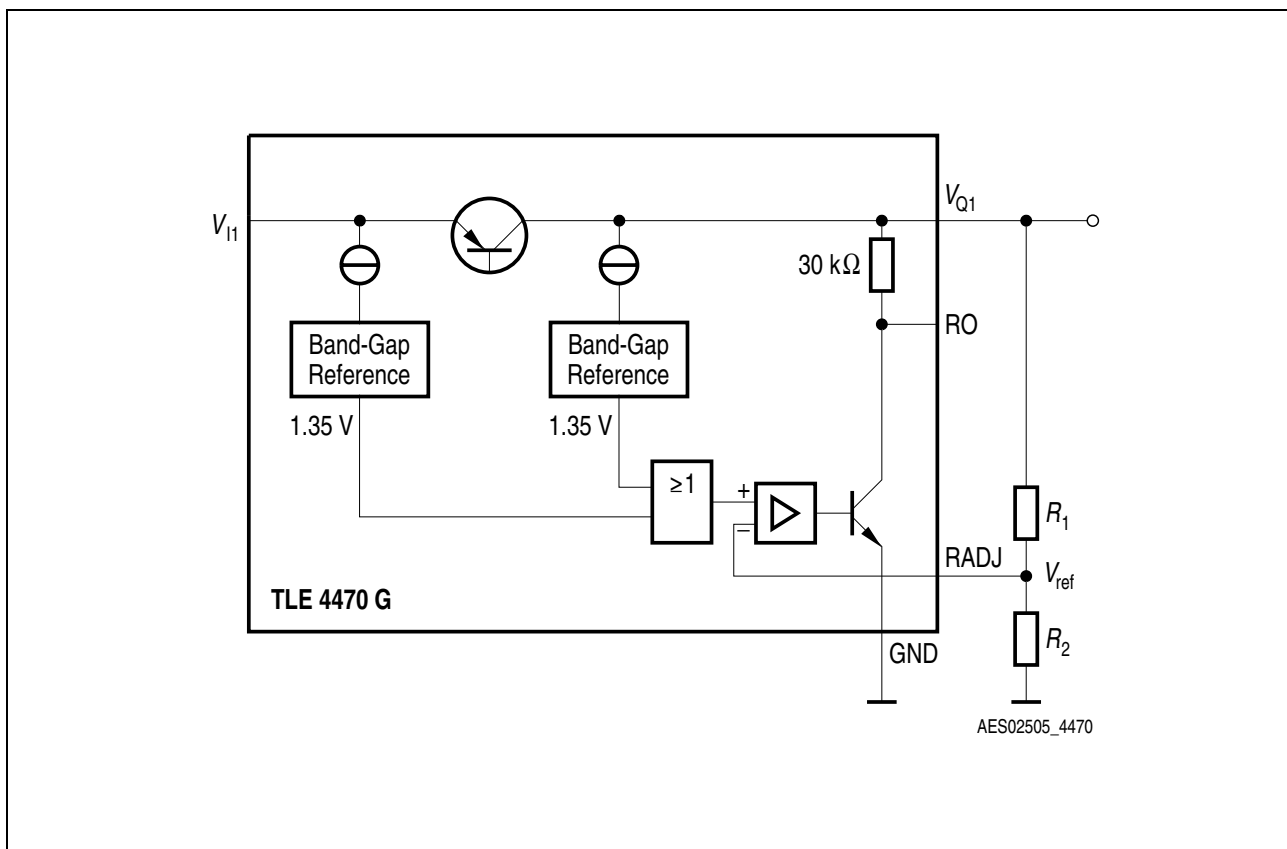 V_Q1
V_I1
30 kΩ
RO
Band-Gap
Reference
Band-Gap
Reference
1.35 V
1.35 V
≥1
+
−
R_1
RADJ
V_ref
TLE 4470 G
R_2
GND
AES02505_4470